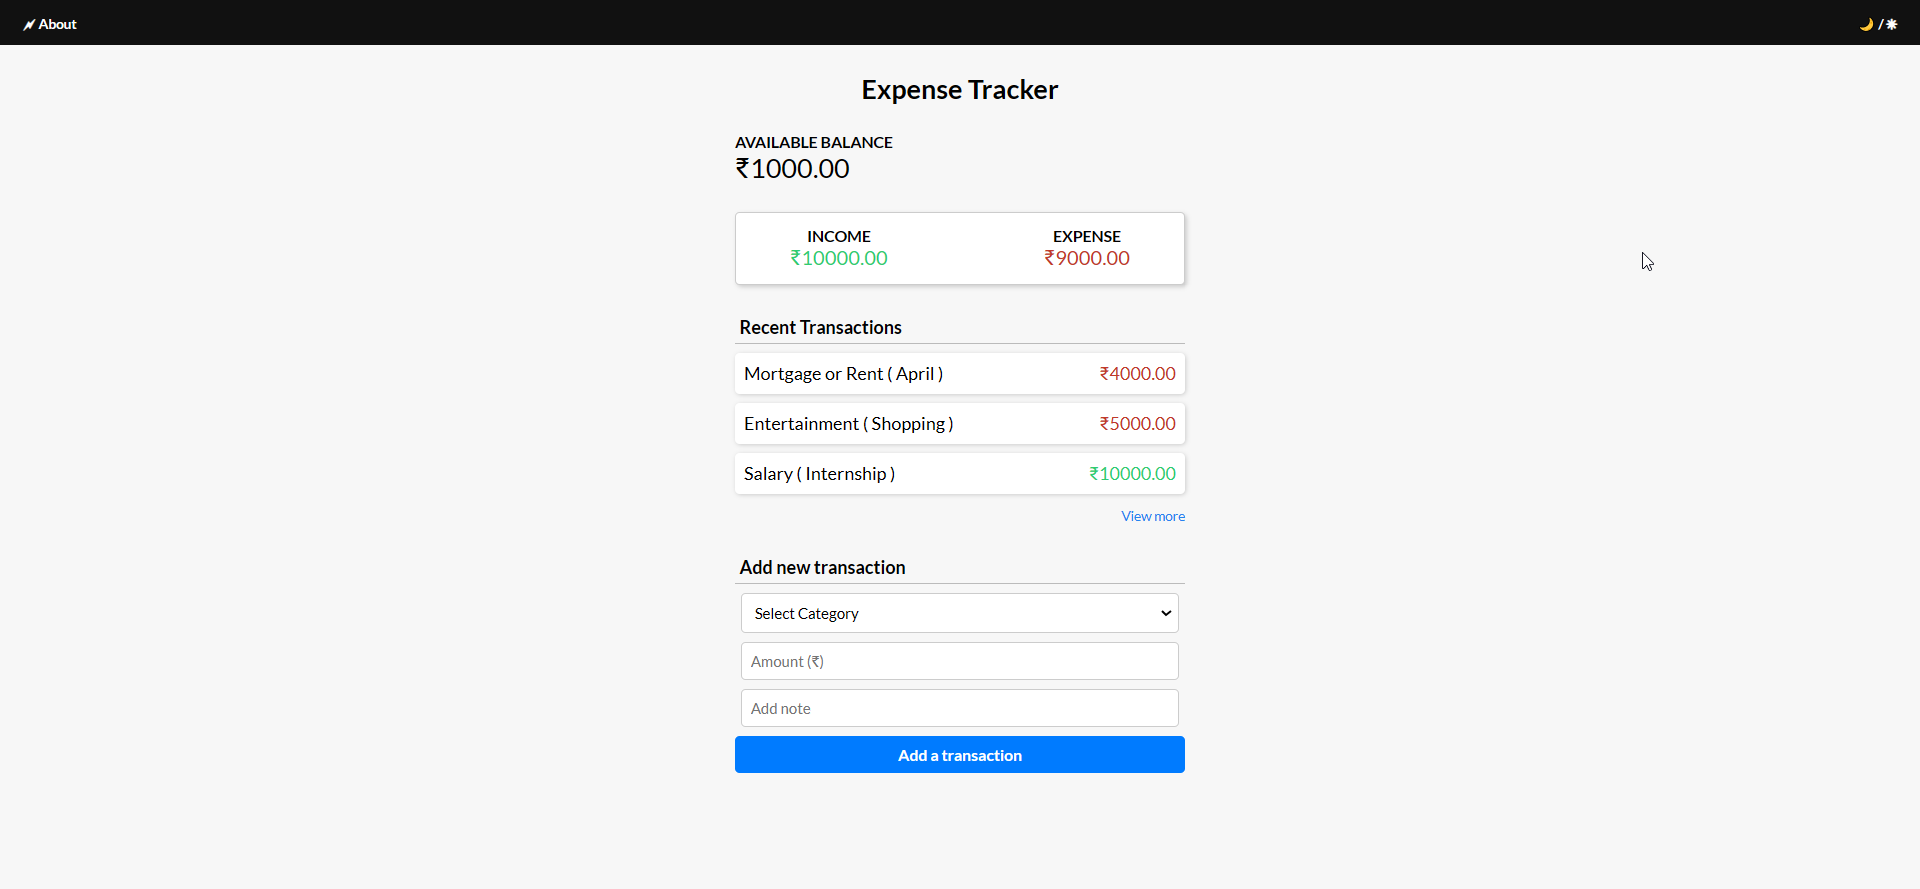 About
🌙 / ✱
Expense Tracker
AVAILABLE BALANCE
₹1000.00
INCOME
EXPENSE
₹10000.00
₹9000.00
Recent Transactions
Mortgage or Rent ( April ) ₹4000.00
Entertainment ( Shopping ) ₹5000.00
Salary ( Internship ) ₹10000.00
View more
Add new transaction
Select Category
Amount (₹)
Add note
Add a transaction